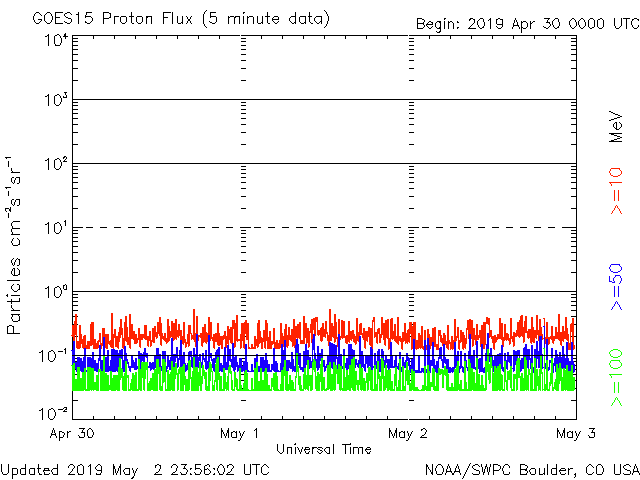 GOES15 Proton Flux (5 minute data)
Begin: 2019 Apr 30 0000 UTC
10⁴
10³
10²
10¹
10⁰
10⁻¹
10⁻²
Particles cm⁻²s⁻¹sr⁻¹
MeV
>=10
>=50
>=100
Apr 30
May 1
May 2
May 3
Universal Time
Updated 2019 May  2 23:56:02 UTC
NOAA/SWPC Boulder, CO USA